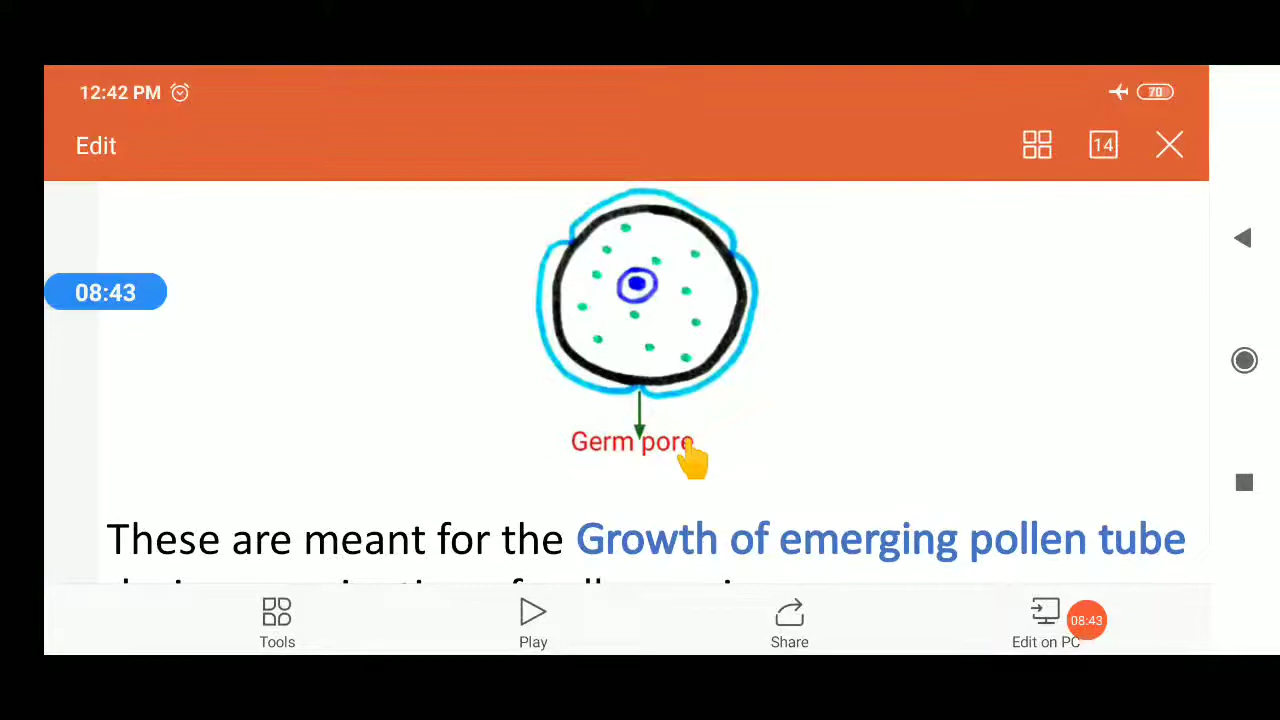 12:42 PM
70
Edit
14
08:43
Germ pore
These are meant for the Growth of emerging pollen tube
Tools
Play
Share
Edit on PC
08:43